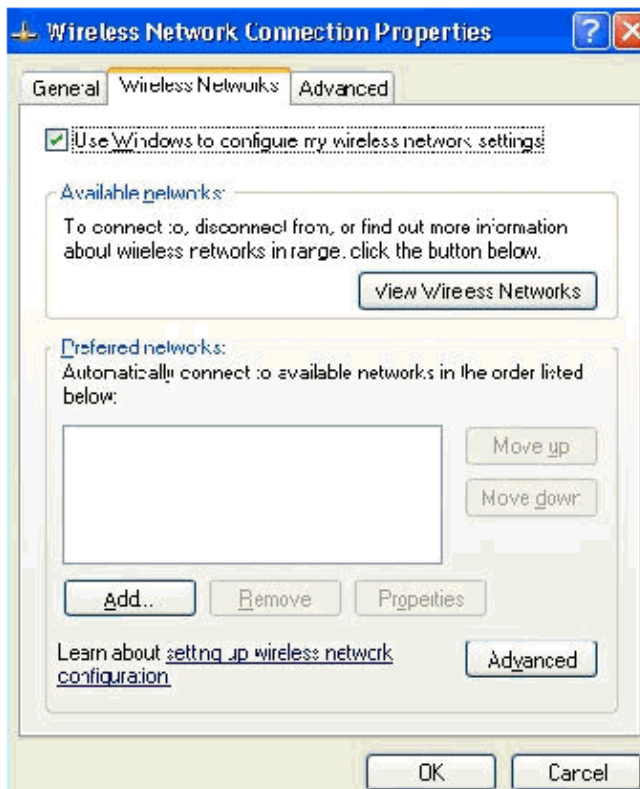 Wireless Network Connection Properties
General Wireless Networks Advanced
Use Windows to configure my wireless network settings
Available networks:
To connect to, disconnect from, or find out more information
about wireless networks in range, click the button below.
View Wireless Networks
Preferred networks:
Automatically connect to available networks in the order listed
below:
Move up
Move down
Add... Remove Properties
Learn about setting up wireless network
configuration.
Advanced
OK Cancel